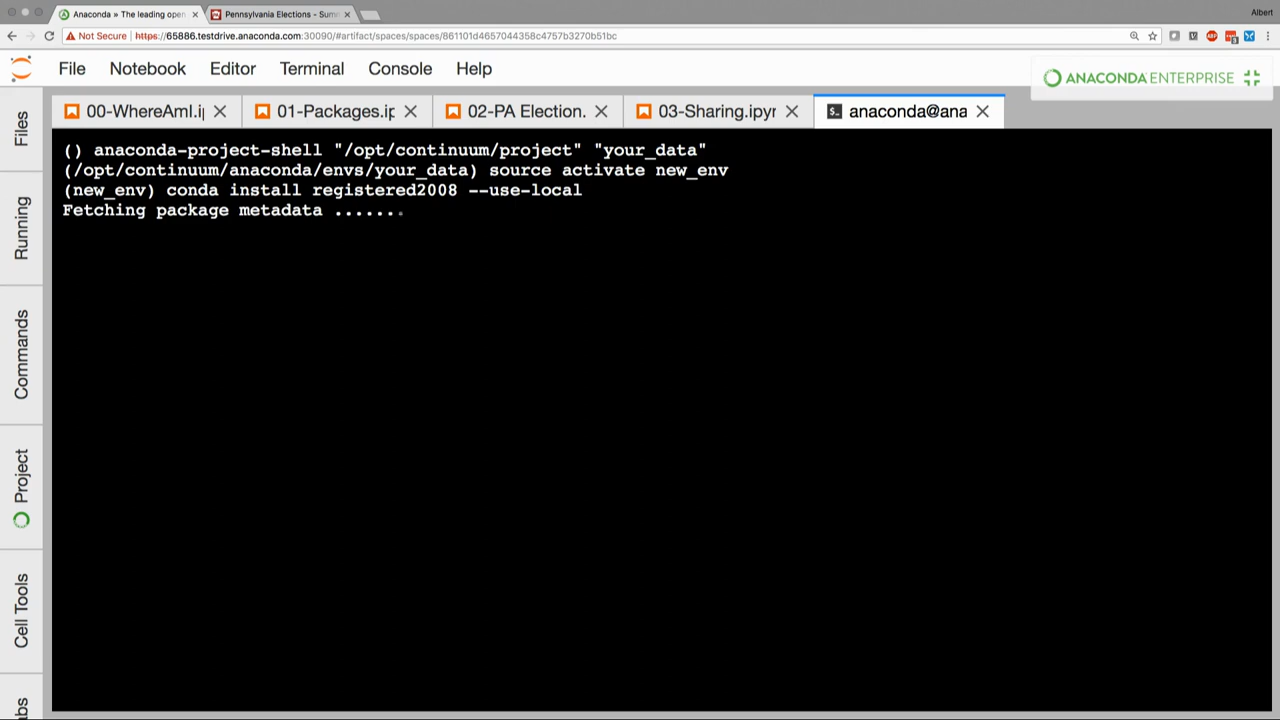 Anaconda » The leading open
Pennsylvania Elections - Sum
Albert
Not Secure
https://65886.testdrive.anaconda.com:30090/#artifact/spaces/spaces/861101d4657044358c4757b3270b51bc
File Notebook Editor Terminal Console Help
ANACONDA ENTERPRISE
00-WhereAmI.i 01-Packages.ip 02-PA Election. 03-Sharing.ipyr anaconda@ana
() anaconda-project-shell "/opt/continuum/project" "your_data"
(/opt/continuum/anaconda/envs/your_data) source activate new_env
(new_env) conda install registered2008 --use-local
Fetching package metadata .......
Files
Running
Commands
Project
Cell Tools
abs